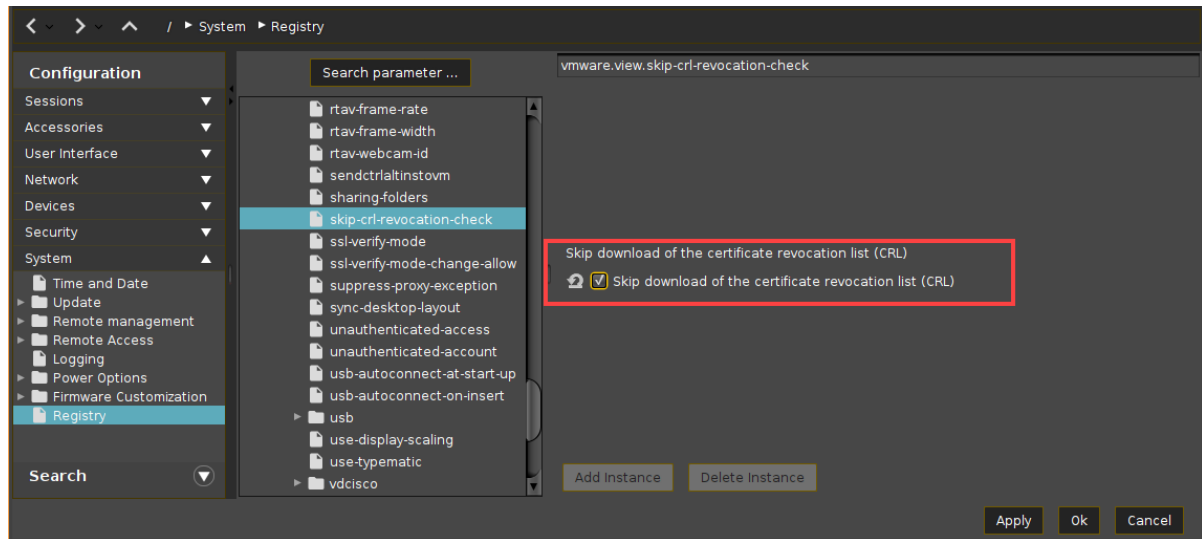 / System Registry
Configuration
Sessions
Accessories
User Interface
Network
Devices
Security
System
Time and Date
Update
Remote management
Remote Access
Logging
Power Options
Firmware Customization
Registry
Search
Search parameter ...
rtav-frame-rate
rtav-frame-width
rtav-webcam-id
sendctrlaltinstovm
sharing-folders
skip-crl-revocation-check
ssl-verify-mode
ssl-verify-mode-change-allow
suppress-proxy-exception
sync-desktop-layout
unauthenticated-access
unauthenticated-account
usb-autoconnect-at-start-up
usb-autoconnect-on-insert
usb
use-display-scaling
use-typematic
vdcisco
vmware.view.skip-crl-revocation-check
Skip download of the certificate revocation list (CRL)
Skip download of the certificate revocation list (CRL)
Add Instance Delete Instance
Apply Ok Cancel